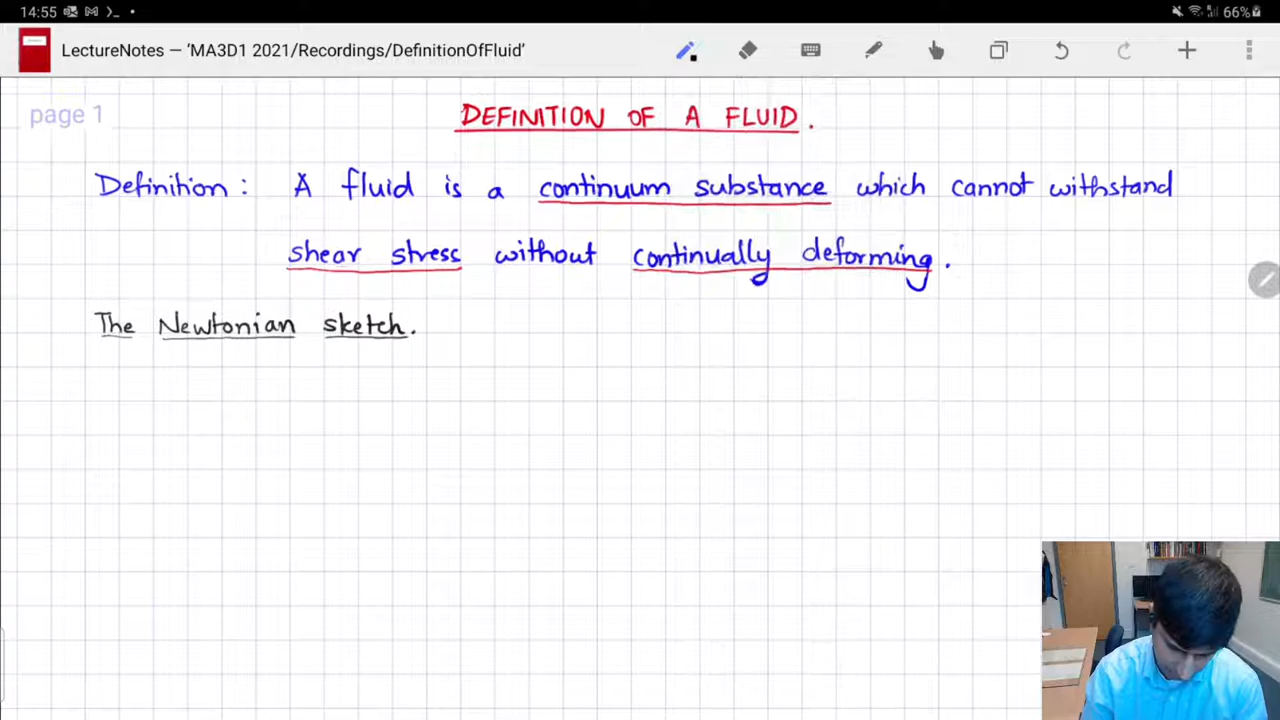 14:55 66%
LectureNotes — ‘MA3D1 2021/Recordings/DefinitionOfFluid’
page 1
DEFINITION OF A FLUID.
Definition: A fluid is a continuum substance which cannot withstand
shear stress without continually deforming.
The Newtonian sketch.